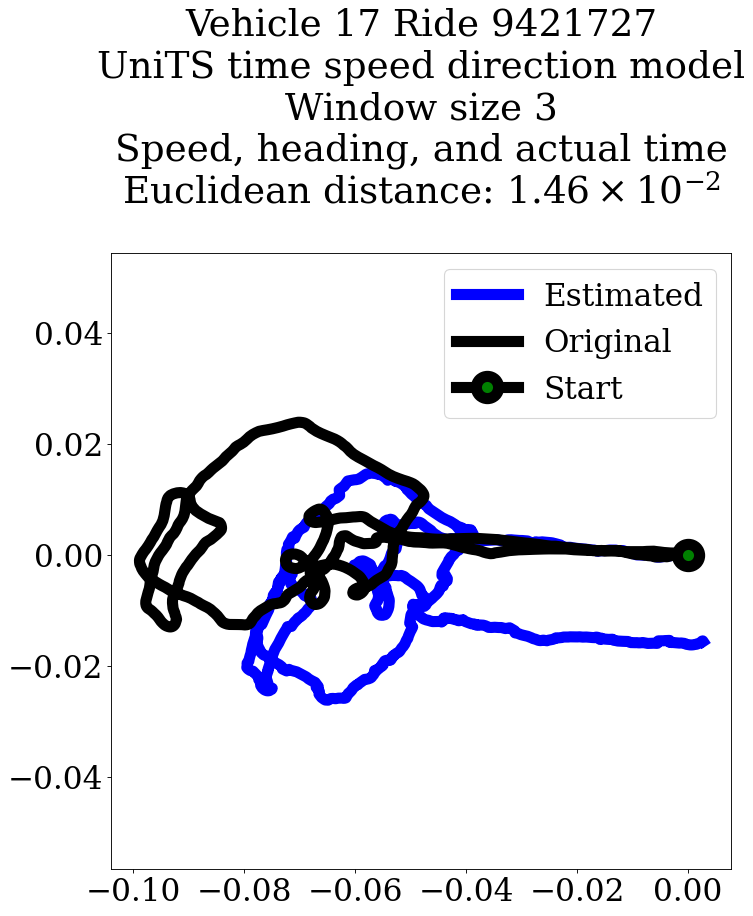 Vehicle 17 Ride 9421727
UniTS time speed direction model
Window size 3
Speed, heading, and actual time
Euclidean distance: 1.46 × 10⁻²
Estimated
Original
Start
0.04
0.02
0.00
−0.02
−0.04
−0.10 −0.08 −0.06 −0.04 −0.02 0.00